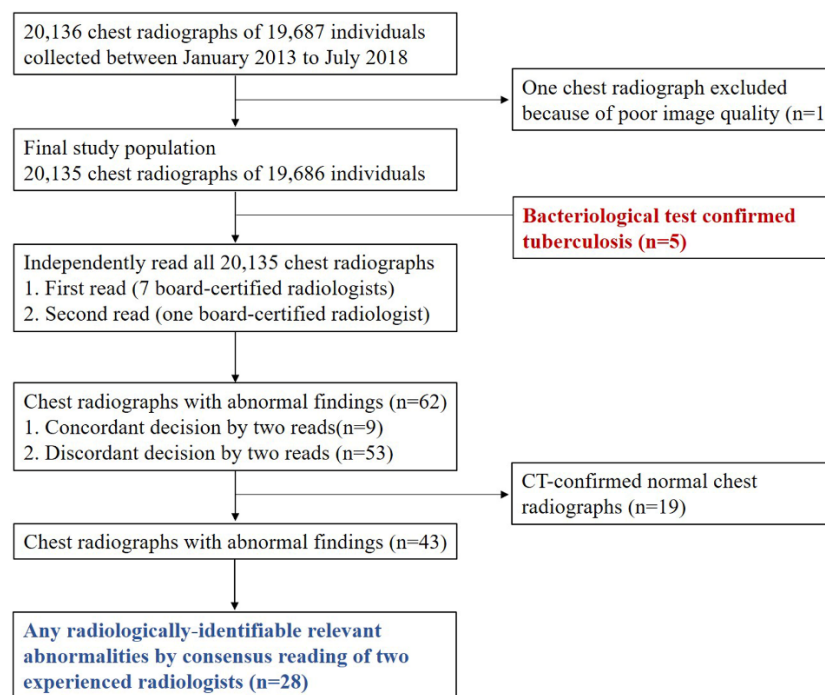 20,136 chest radiographs of 19,687 individuals
collected between January 2013 to July 2018
One chest radiograph excluded
because of poor image quality (n=1
Final study population
20,135 chest radiographs of 19,686 individuals
Bacteriological test confirmed
tuberculosis (n=5)
Independently read all 20,135 chest radiographs
1. First read (7 board-certified radiologists)
2. Second read (one board-certified radiologist)
Chest radiographs with abnormal findings (n=62)
1. Concordant decision by two reads(n=9)
2. Discordant decision by two reads (n=53)
CT-confirmed normal chest
radiographs (n=19)
Chest radiographs with abnormal findings (n=43)
Any radiologically-identifiable relevant
abnormalities by consensus reading of two
experienced radiologists (n=28)